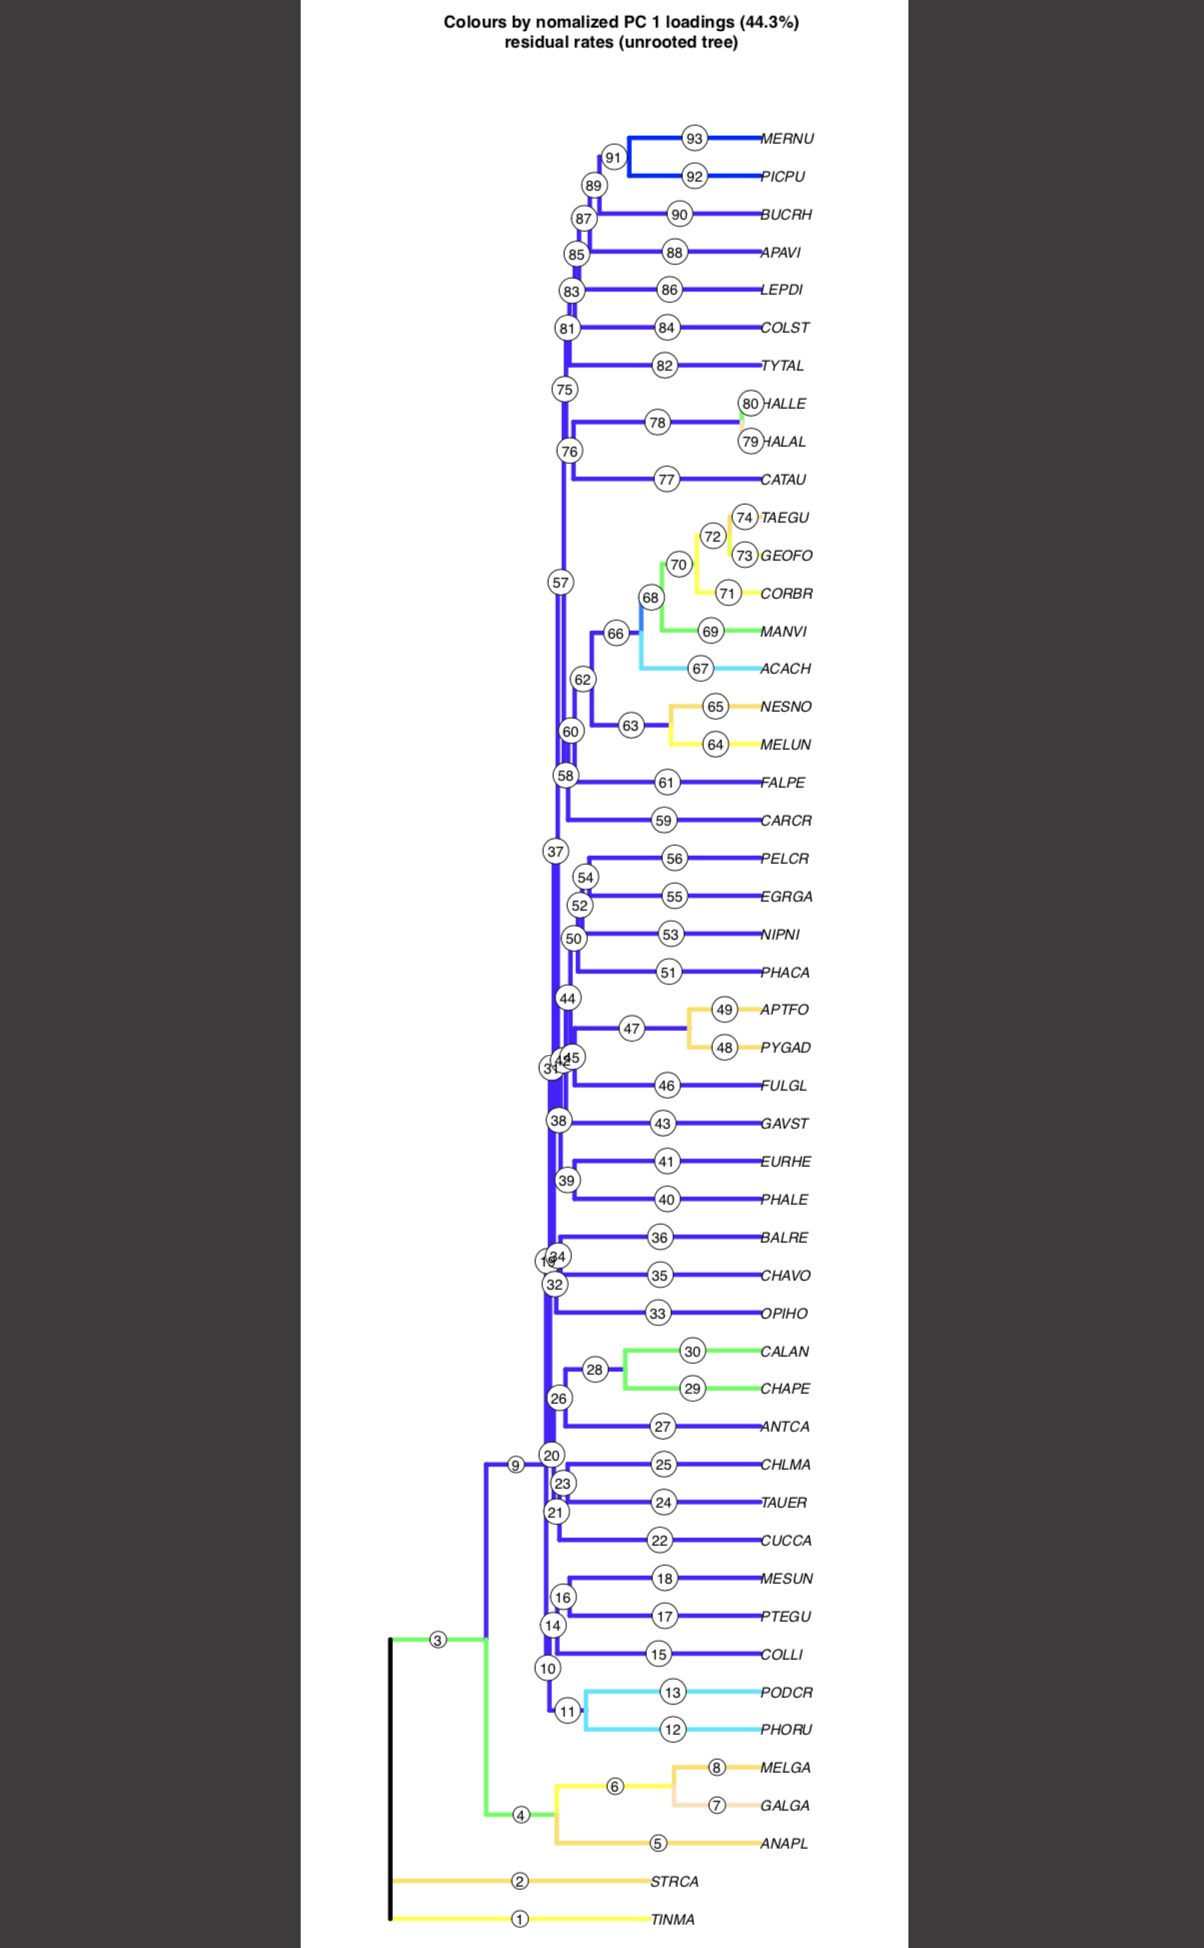 Colours by nomalized PC 1 loadings (44.3%)
residual rates (unrooted tree)
93 MERNU
91
92 PICPU
89
90 BUCRH
87
88 APAVI
85
86 LEPDI
83
84 COLST
81
82 TYTAL
75
80 HALLE
78
79 HALAL
76
77 CATAU
74 TAEGU
72
73 GEOFO
70
71 CORBR
57
68
69 MANVI
66
67 ACACH
62
65 NESNO
63
60
64 MELUN
58
61 FALPE
59 CARCR
37
56 PELCR
54
55 EGRGA
52
53 NIPNI
50
51 PHACA
44
49 APTFO
47
48 PYGAD
45
42
31
46 FULGL
38
43 GAVST
41 EURHE
39
40 PHALE
36 BALRE
34
19
35 CHAVO
32
33 OPIHO
30 CALAN
28
29 CHAPE
26
27 ANTCA
20
9
25 CHLMA
23
24 TAUER
21
22 CUCCA
18 MESUN
16
17 PTEGU
14
3
15 COLLI
10
13 PODCR
11
12 PHORU
8 MELGA
6
7 GALGA
4
5 ANAPL
2 STRCA
1 TINMA